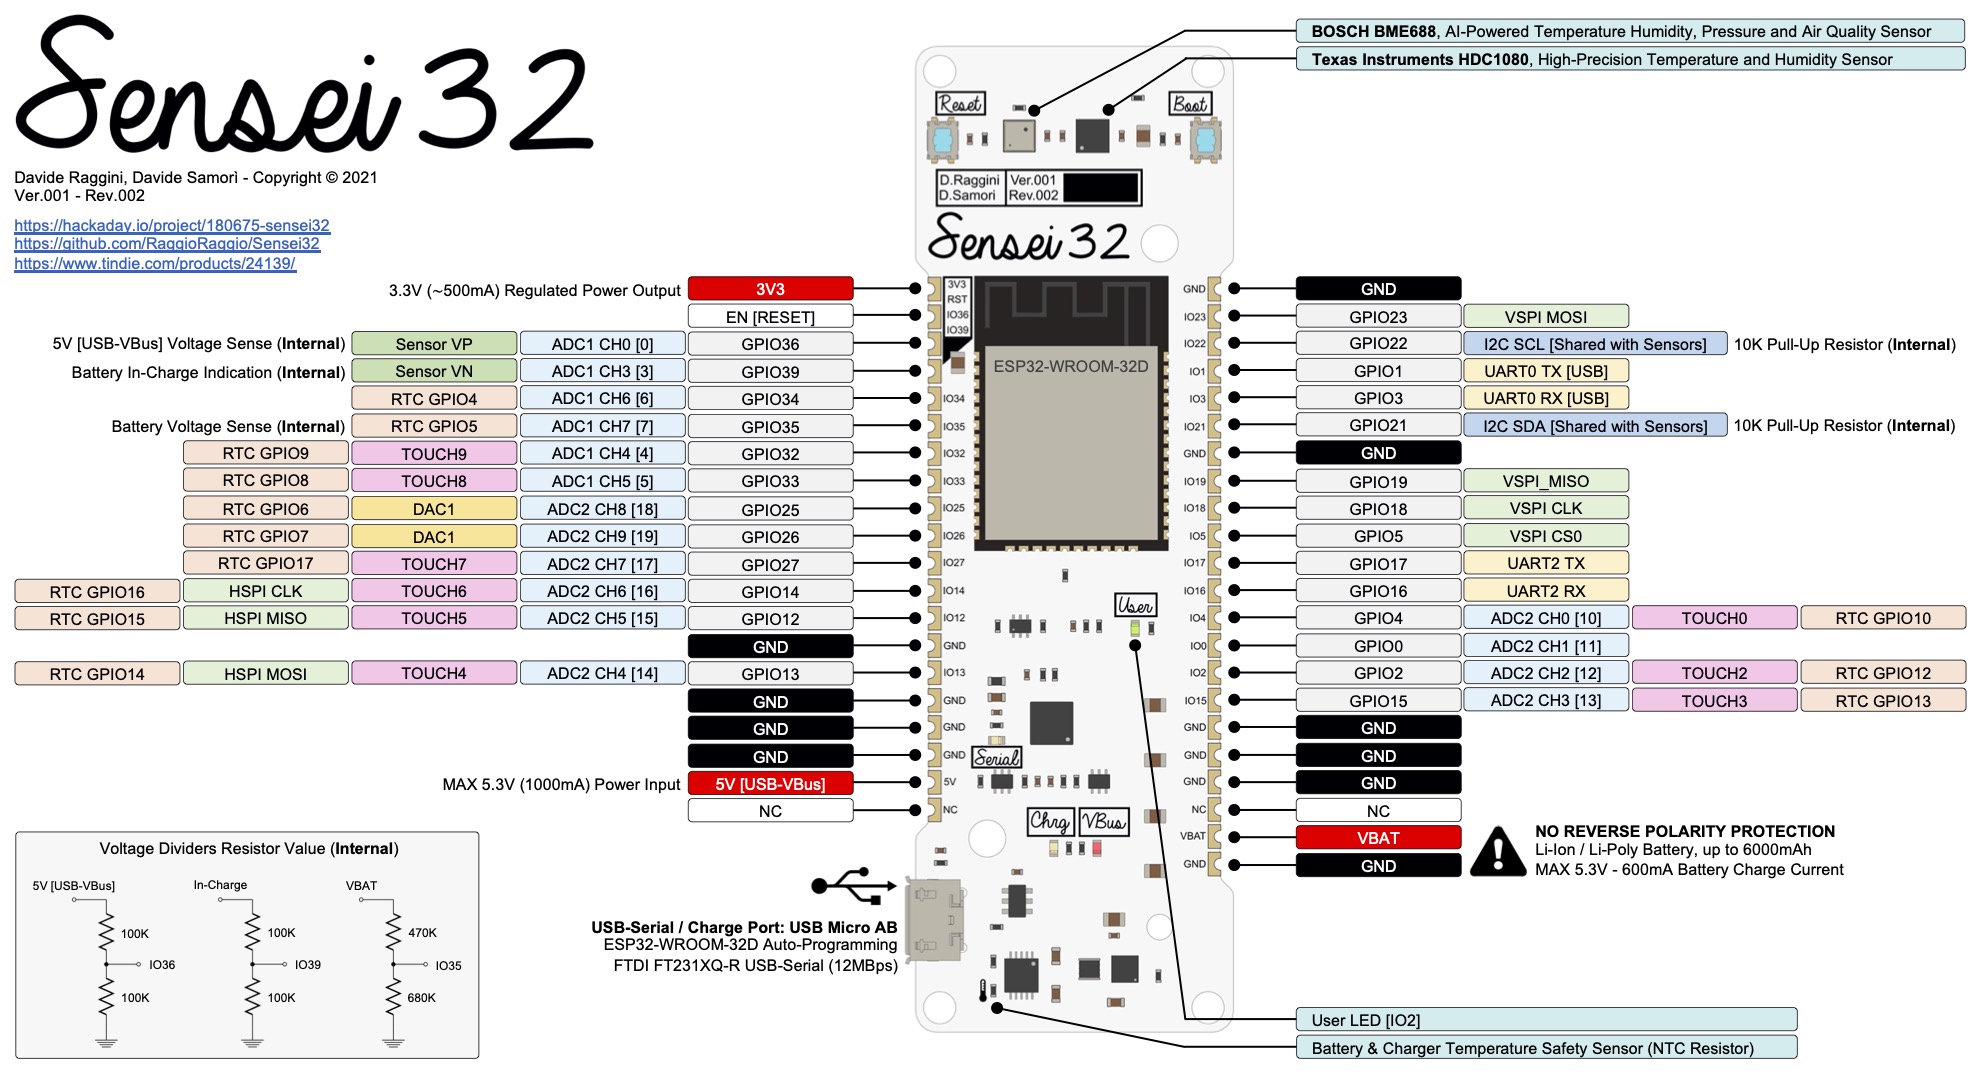 Sensei 32
Davide Raggini, Davide Samorì - Copyright © 2021
Ver.001 - Rev.002
https://hackaday.io/project/180675-sensei32
https://github.com/RaggioRaggio/Sensei32
https://www.tindie.com/products/24139/
BOSCH BME688, AI-Powered Temperature Humidity, Pressure and Air Quality Sensor
Texas Instruments HDC1080, High-Precision Temperature and Humidity Sensor
Reset
Boot
D.Raggini
D.Samori
Ver.001
Rev.002
Sensei 32
3V3
RST
IO36
IO39
ESP32-WROOM-32D
3.3V (~500mA) Regulated Power Output 3V3
EN [RESET]
5V [USB-VBus] Voltage Sense (Internal) Sensor VP ADC1 CH0 [0] GPIO36
Battery In-Charge Indication (Internal) Sensor VN ADC1 CH3 [3] GPIO39
RTC GPIO4 ADC1 CH6 [6] GPIO34 IO34
Battery Voltage Sense (Internal) RTC GPIO5 ADC1 CH7 [7] GPIO35 IO35
RTC GPIO9 TOUCH9 ADC1 CH4 [4] GPIO32 IO32
RTC GPIO8 TOUCH8 ADC1 CH5 [5] GPIO33 IO33
RTC GPIO6 DAC1 ADC2 CH8 [18] GPIO25 IO25
RTC GPIO7 DAC1 ADC2 CH9 [19] GPIO26 IO26
RTC GPIO17 TOUCH7 ADC2 CH7 [17] GPIO27 IO27
RTC GPIO16 HSPI CLK TOUCH6 ADC2 CH6 [16] GPIO14 IO14
RTC GPIO15 HSPI MISO TOUCH5 ADC2 CH5 [15] GPIO12 IO12
GND GND
RTC GPIO14 HSPI MOSI TOUCH4 ADC2 CH4 [14] GPIO13 IO13
GND GND
GND GND
GND GND
MAX 5.3V (1000mA) Power Input 5V [USB-VBus] 5V
NC NC
GND GND
IO23 GPIO23 VSPI MOSI
IO22 GPIO22 I2C SCL [Shared with Sensors] 10K Pull-Up Resistor (Internal)
IO1 GPIO1 UART0 TX [USB]
IO3 GPIO3 UART0 RX [USB]
IO21 GPIO21 I2C SDA [Shared with Sensors] 10K Pull-Up Resistor (Internal)
GND GND
IO19 GPIO19 VSPI_MISO
IO18 GPIO18 VSPI CLK
IO5 GPIO5 VSPI CS0
IO17 GPIO17 UART2 TX
IO16 GPIO16 UART2 RX
IO4 GPIO4 ADC2 CH0 [10] TOUCH0 RTC GPIO10
IO0 GPIO0 ADC2 CH1 [11]
IO2 GPIO2 ADC2 CH2 [12] TOUCH2 RTC GPIO12
IO15 GPIO15 ADC2 CH3 [13] TOUCH3 RTC GPIO13
GND GND
GND GND
GND GND
NC NC
VBAT VBAT
GND GND
NO REVERSE POLARITY PROTECTION
Li-Ion / Li-Poly Battery, up to 6000mAh
MAX 5.3V - 600mA Battery Charge Current
User
Serial
Chrg
VBus
Voltage Dividers Resistor Value (Internal)
5V [USB-VBus] In-Charge VBAT
100K 100K 470K
IO36 IO39 IO35
100K 100K 680K
USB-Serial / Charge Port: USB Micro AB
ESP32-WROOM-32D Auto-Programming
FTDI FT231XQ-R USB-Serial (12MBps)
User LED [IO2]
Battery & Charger Temperature Safety Sensor (NTC Resistor)